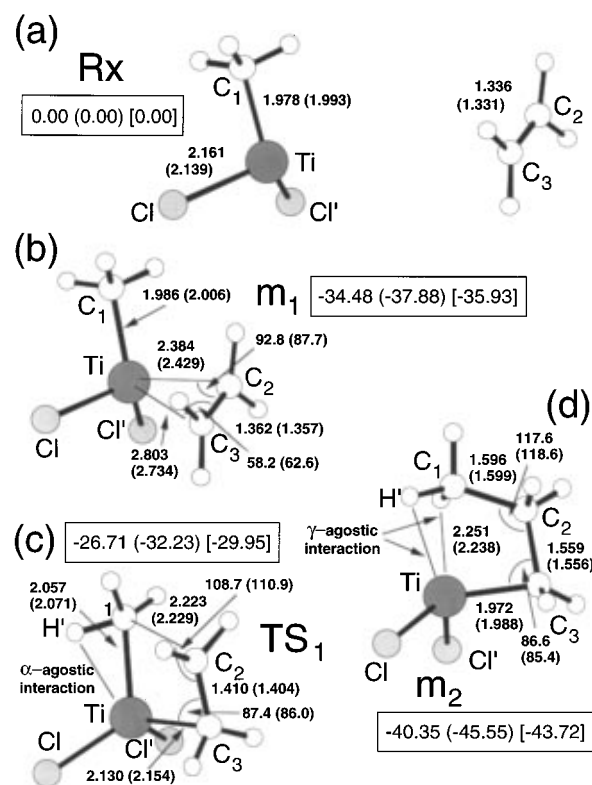 (a)
Rx
0.00 (0.00) [0.00]
C1
1.978 (1.993)
2.161
(2.139)
Ti
Cl
Cl'
1.336
(1.331)
C2
C3
(b)
m1
-34.48 (-37.88) [-35.93]
C1
1.986 (2.006)
2.384
(2.429)
92.8 (87.7)
Ti
C2
Cl
Cl'
C3
1.362 (1.357)
2.803
(2.734)
58.2 (62.6)
(c)
-26.71 (-32.23) [-29.95]
2.057
(2.071)
1
2.223
(2.229)
108.7 (110.9)
TS1
H'
α-agostic
interaction
C2
1.410 (1.404)
Ti
87.4 (86.0)
Cl
Cl'
C3
2.130 (2.154)
(d)
117.6
(118.6)
C1
1.596
(1.599)
H'
C2
γ-agostic
interaction
2.251
(2.238)
1.559
(1.556)
Ti
1.972
(1.988)
C3
86.6
(85.4)
Cl
Cl'
m2
-40.35 (-45.55) [-43.72]